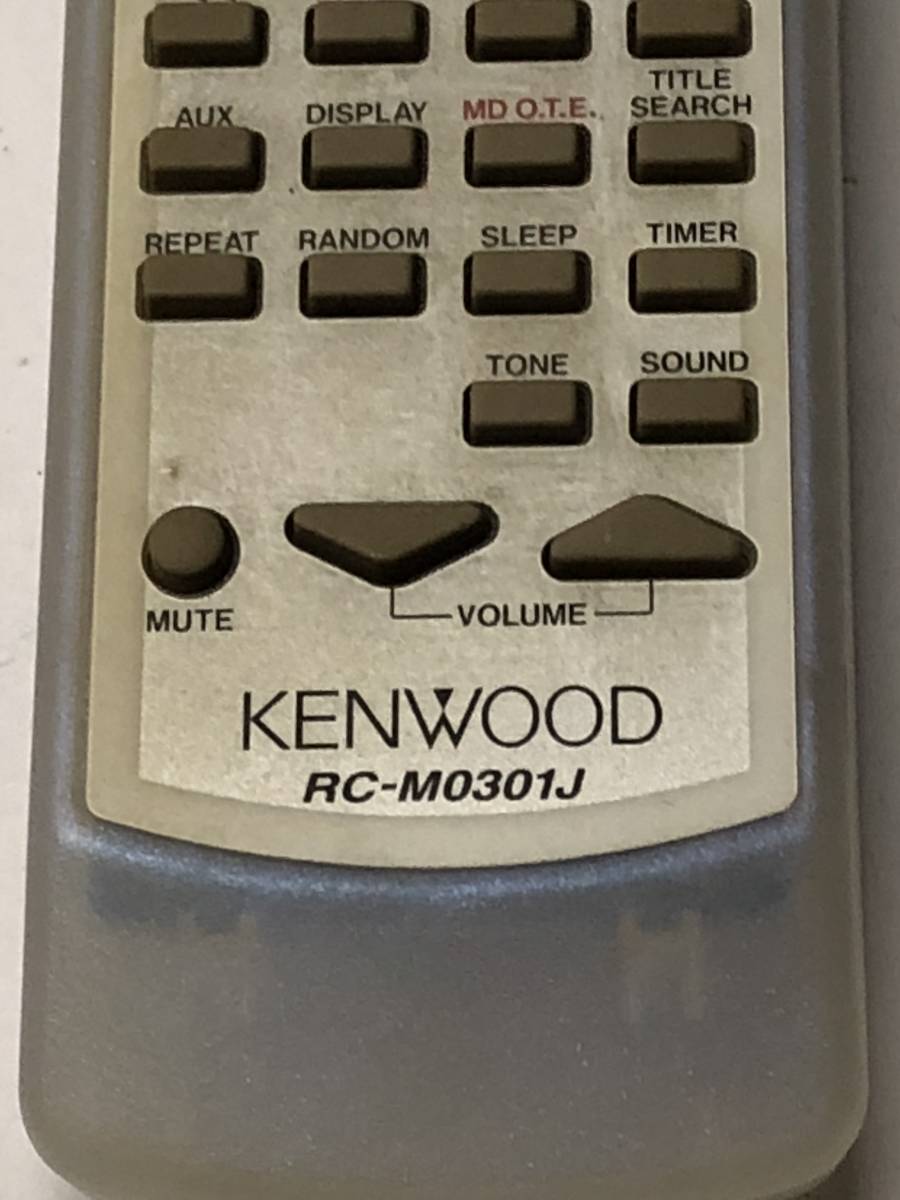 AUX DISPLAY MD O.T.E. TITLE
SEARCH
REPEAT RANDOM SLEEP TIMER
TONE SOUND
MUTE VOLUME
KENWOOD
RC-M0301J